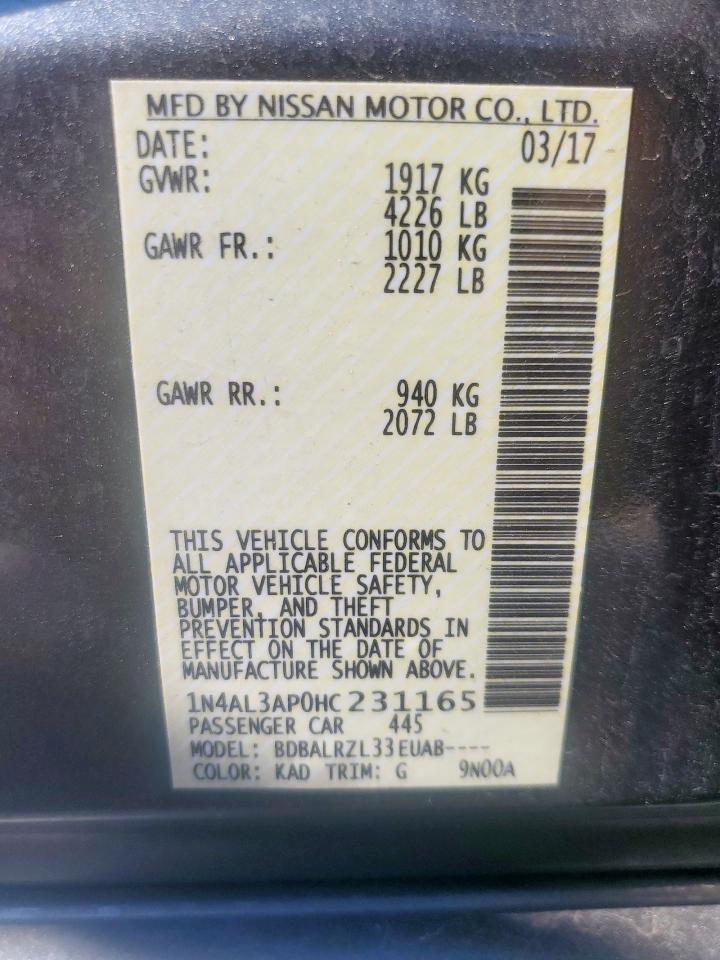 MFD BY NISSAN MOTOR CO., LTD.
DATE: 03/17
GVWR: 1917 KG
4226 LB
GAWR FR.: 1010 KG
2227 LB
GAWR RR.: 940 KG
2072 LB
THIS VEHICLE CONFORMS TO
ALL APPLICABLE FEDERAL
MOTOR VEHICLE SAFETY,
BUMPER, AND THEFT
PREVENTION STANDARDS IN
EFFECT ON THE DATE OF
MANUFACTURE SHOWN ABOVE.
1N4AL3AP0HC231165
PASSENGER CAR 445
MODEL: BDBALRZL33EUAB----
COLOR: KAD TRIM: G 9N00A